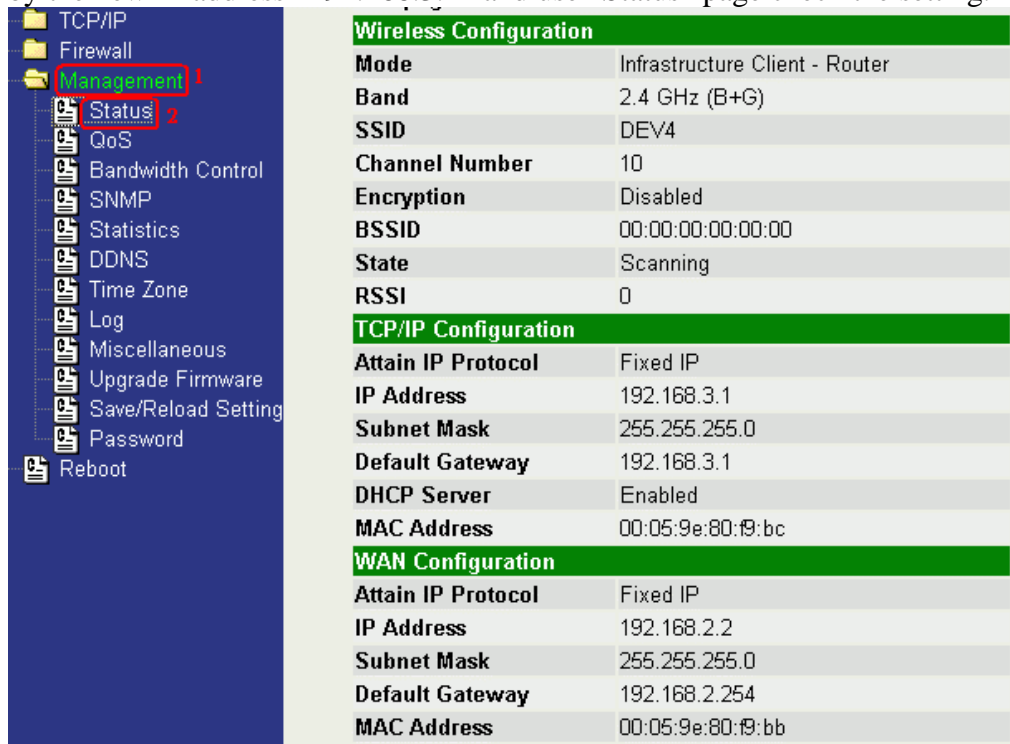 TCP/IP
Firewall
Management 1
Status 2
QoS
Bandwidth Control
SNMP
Statistics
DDNS
Time Zone
Log
Miscellaneous
Upgrade Firmware
Save/Reload Setting
Password
Reboot
Wireless Configuration
Mode Infrastructure Client - Router
Band 2.4 GHz (B+G)
SSID DEV4
Channel Number 10
Encryption Disabled
BSSID 00:00:00:00:00:00
State Scanning
RSSI 0
TCP/IP Configuration
Attain IP Protocol Fixed IP
IP Address 192.168.3.1
Subnet Mask 255.255.255.0
Default Gateway 192.168.3.1
DHCP Server Enabled
MAC Address 00:05:9e:80:f9:bc
WAN Configuration
Attain IP Protocol Fixed IP
IP Address 192.168.2.2
Subnet Mask 255.255.255.0
Default Gateway 192.168.2.254
MAC Address 00:05:9e:80:f9:bb